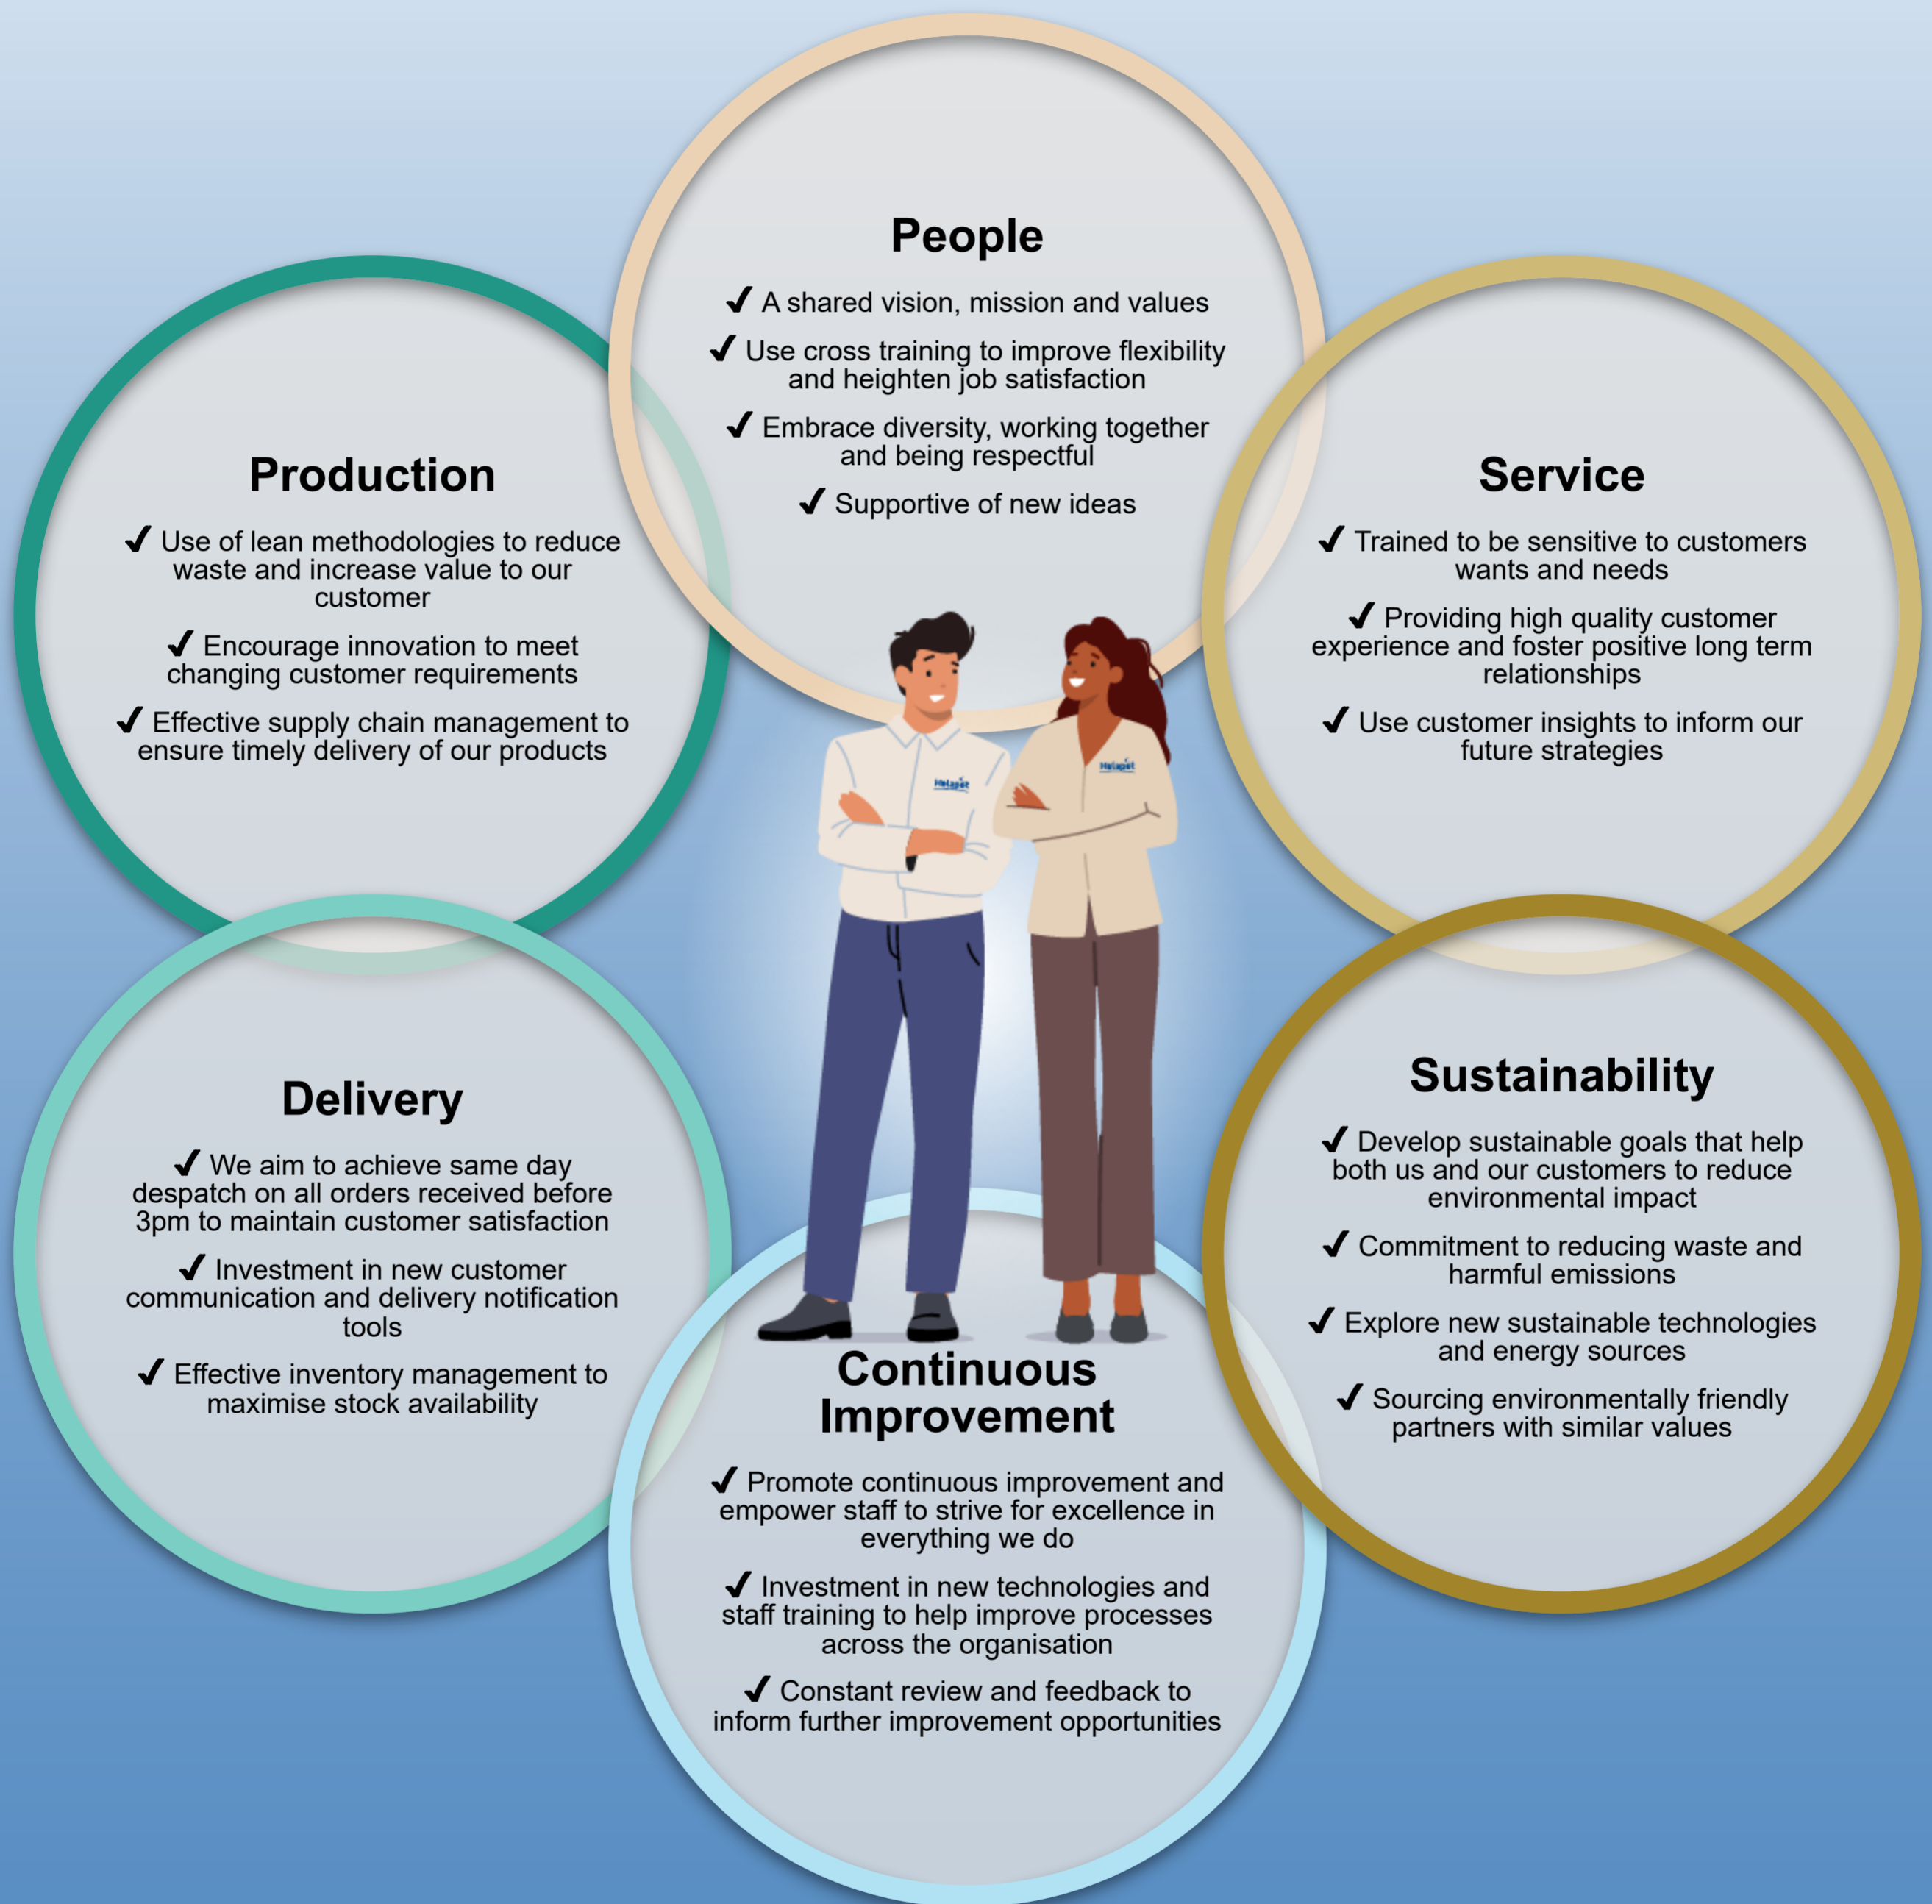 People
✔ A shared vision, mission and values
✔ Use cross training to improve flexibility
and heighten job satisfaction
✔ Embrace diversity, working together
and being respectful
✔ Supportive of new ideas
Production
✔ Use of lean methodologies to reduce
waste and increase value to our
customer
✔ Encourage innovation to meet
changing customer requirements
✔ Effective supply chain management to
ensure timely delivery of our products
Service
✔ Trained to be sensitive to customers
wants and needs
✔ Providing high quality customer
experience and foster positive long term
relationships
✔ Use customer insights to inform our
future strategies
Holapet
Holapet
Delivery
✔ We aim to achieve same day
despatch on all orders received before
3pm to maintain customer satisfaction
✔ Investment in new customer
communication and delivery notification
tools
✔ Effective inventory management to
maximise stock availability
Sustainability
✔ Develop sustainable goals that help
both us and our customers to reduce
environmental impact
✔ Commitment to reducing waste and
harmful emissions
✔ Explore new sustainable technologies
and energy sources
✔ Sourcing environmentally friendly
partners with similar values
Continuous
Improvement
✔ Promote continuous improvement and
empower staff to strive for excellence in
everything we do
✔ Investment in new technologies and
staff training to help improve processes
across the organisation
✔ Constant review and feedback to
inform further improvement opportunities